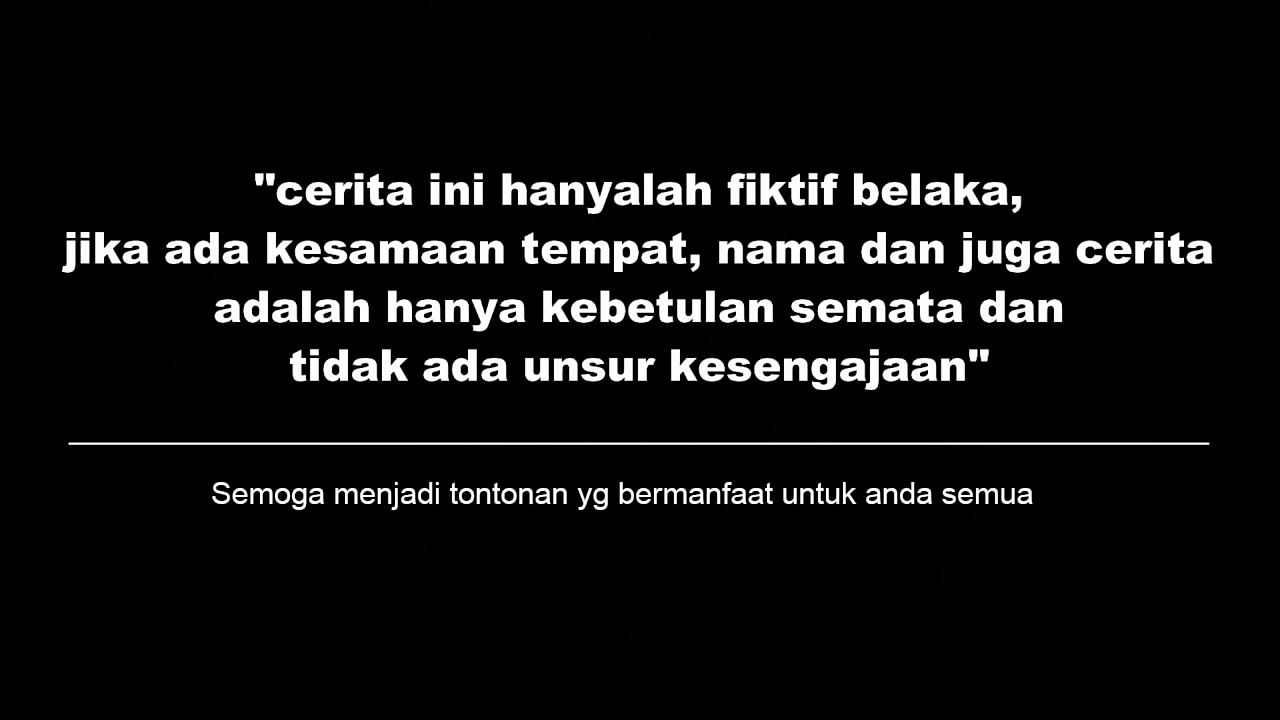 "cerita ini hanyalah fiktif belaka,
jika ada kesamaan tempat, nama dan juga cerita
adalah hanya kebetulan semata dan
tidak ada unsur kesengajaan"
Semoga menjadi tontonan yg bermanfaat untuk anda semua